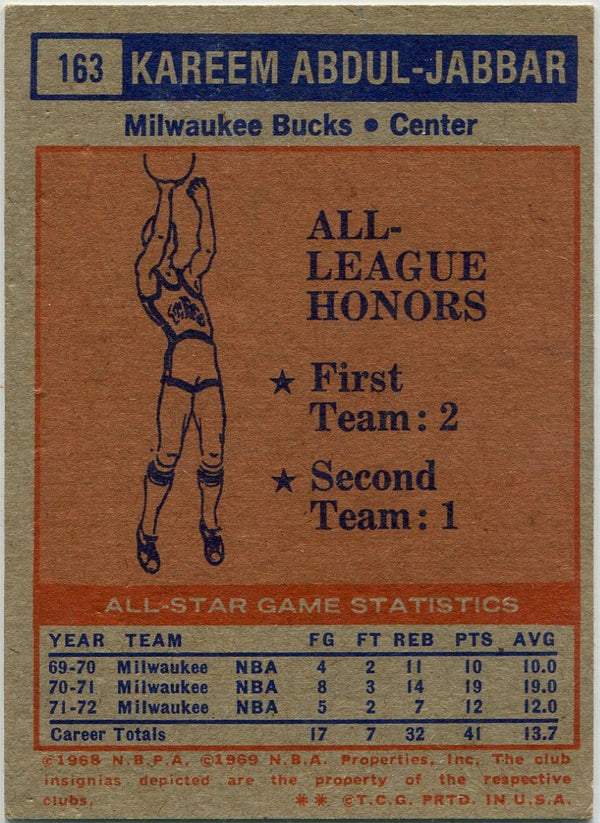 163 KAREEM ABDUL-JABBAR
Milwaukee Bucks • Center
ALL-
LEAGUE
HONORS
★ First
Team: 2
★ Second
Team: 1
ALL-STAR GAME STATISTICS
YEAR TEAM FG FT REB PTS AVG
69-70 Milwaukee NBA 4 2 11 10 10.0
70-71 Milwaukee NBA 8 3 14 19 19.0
71-72 Milwaukee NBA 5 2 7 12 12.0
Career Totals 17 7 32 41 13.7
©1968 N.B.P.A. ©1969 N.B.A. Properties, Inc. The club
insignias depicted are the property of the respective
clubs. ** ©T.C.G. PRTD. IN U.S.A.